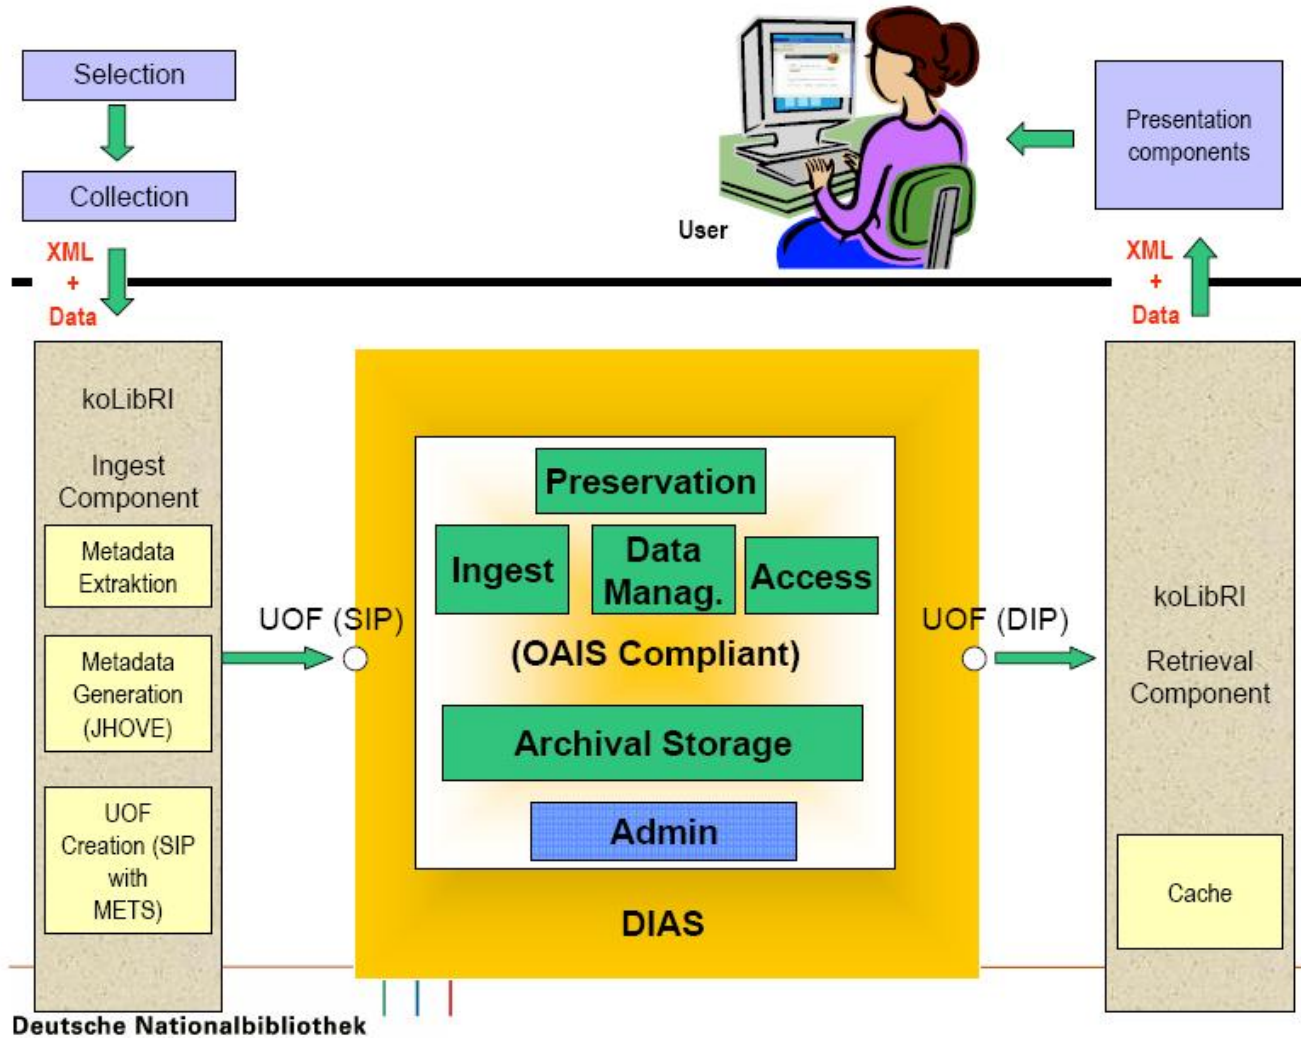 Selection
Collection
XML
+
Data
User
Presentation
components
XML
+
Data
koLibRI
Ingest
Component
Metadata
Extraktion
Metadata
Generation
(JHOVE)
UOF
Creation (SIP
with
METS)
UOF (SIP)
Preservation
Ingest
Data
Manag.
Access
(OAIS Compliant)
Archival Storage
Admin
DIAS
UOF (DIP)
koLibRI
Retrieval
Component
Cache
Deutsche Nationalbibliothek